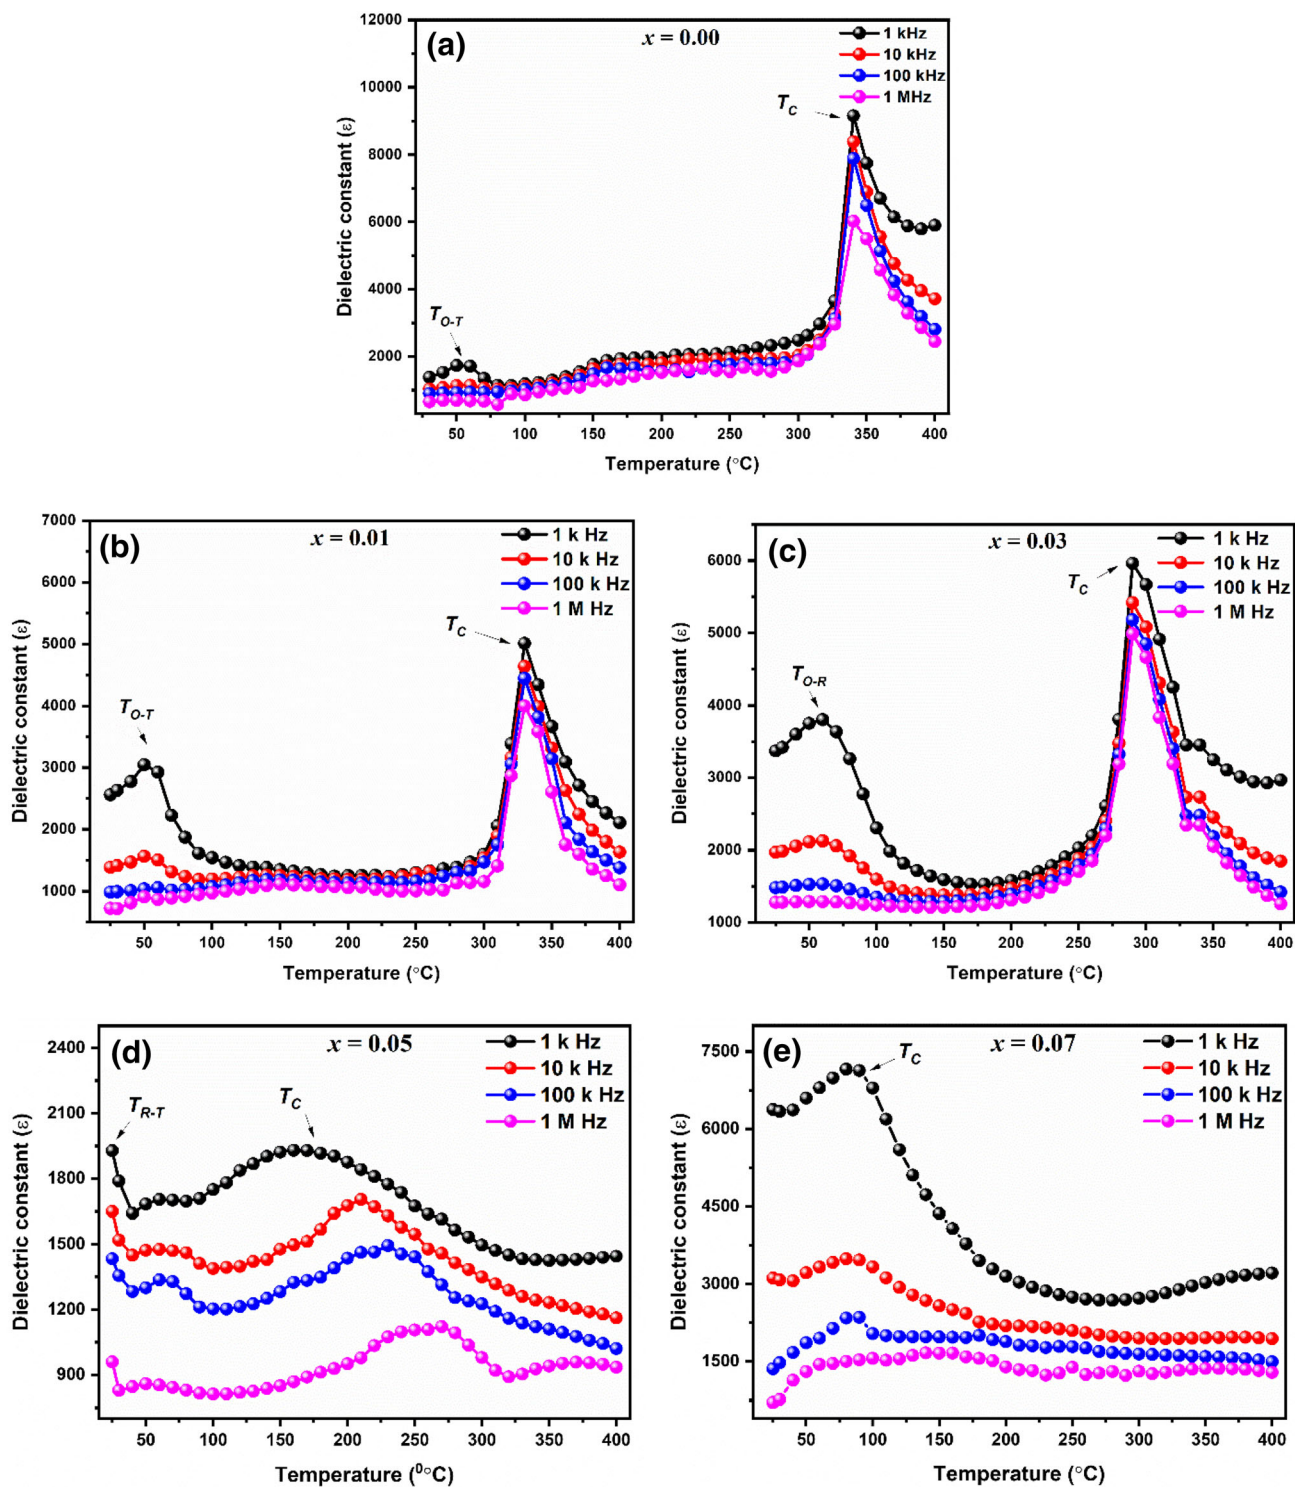 (a)
x = 0.00
1 kHz
10 kHz
100 kHz
1 MHz
T_C
T_O-T
Dielectric constant (ε)
12000
10000
8000
6000
4000
2000
50 100 150 200 250 300 350 400
Temperature (°C)
(b)
x = 0.01
1 k Hz
10 k Hz
100 k Hz
1 M Hz
T_C
T_O-T
Dielectric constant (ε)
7000
6000
5000
4000
3000
2000
1000
50 100 150 200 250 300 350 400
Temperature (°C)
(c)
x = 0.03
1 k Hz
10 k Hz
100 k Hz
1 M Hz
T_C
T_O-R
Dielectric constant (ε)
6000
5000
4000
3000
2000
1000
50 100 150 200 250 300 350 400
Temperature (°C)
(d)
x = 0.05
1 k Hz
10 k Hz
100 k Hz
1 M Hz
T_R-T
T_C
Dielectric constant (ε)
2400
2100
1800
1500
1200
900
50 100 150 200 250 300 350 400
Temperature (⁰°C)
(e)
x = 0.07
1 k Hz
10 k Hz
100 k Hz
1 M Hz
T_C
Dielectric constant (ε)
7500
6000
4500
3000
1500
50 100 150 200 250 300 350 400
Temperature (°C)